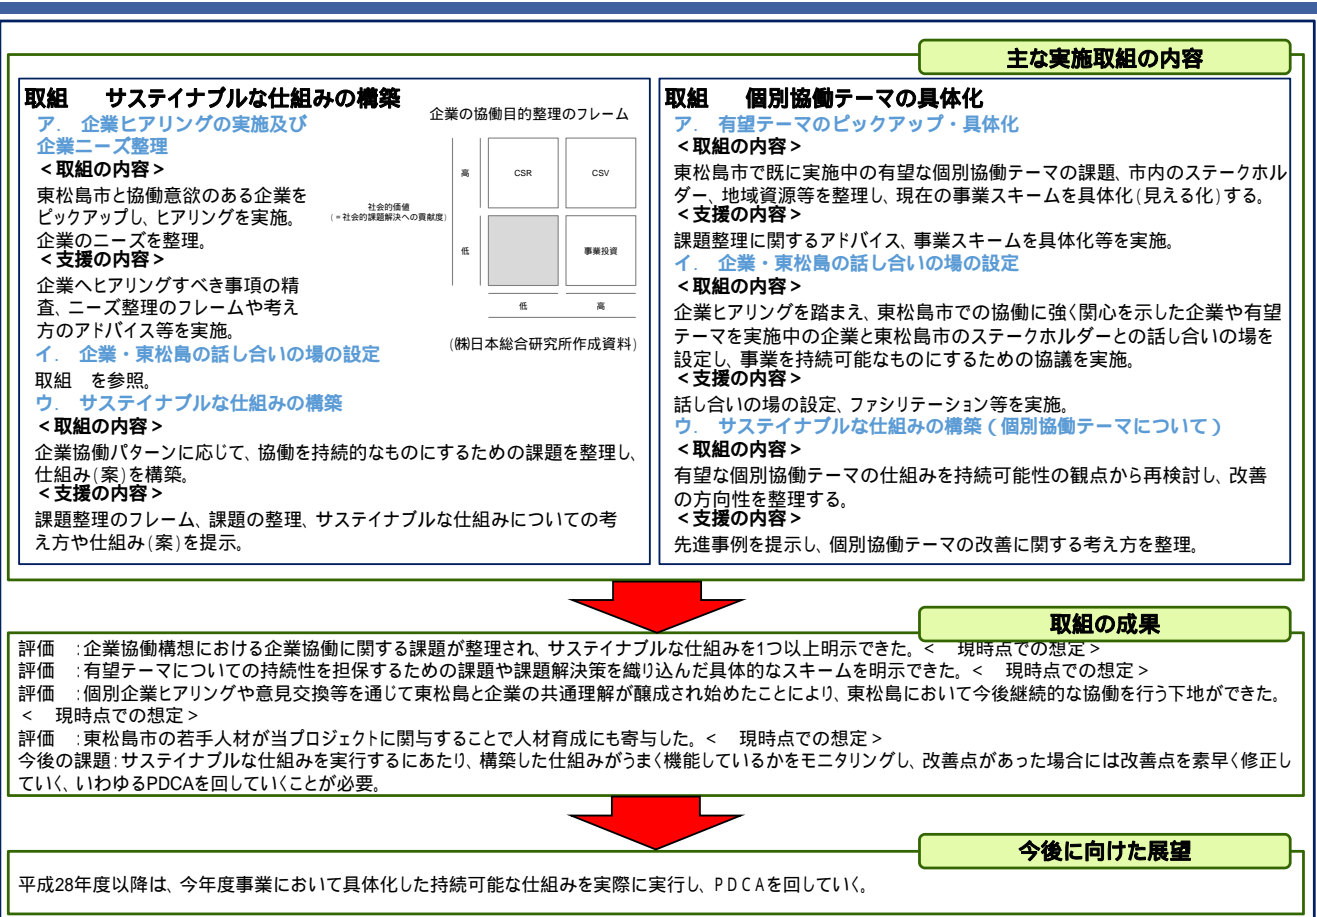 主な実施取組の内容
取組　サステイナブルな仕組みの構築
ア.　企業ヒアリングの実施及び
企業ニーズ整理
＜取組の内容＞
東松島市と協働意欲のある企業を
ピックアップし、ヒアリングを実施。
企業のニーズを整理。
＜支援の内容＞
企業へヒアリングすべき事項の精
査、ニーズ整理のフレームや考え
方のアドバイス等を実施。
企業の協働目的整理のフレーム
社会的価値
(＝社会的課題解決への貢献度)
高
CSR
CSV
低
事業投資
低
高
(㈱日本総合研究所作成資料)
イ.　企業・東松島の話し合いの場の設定
取組　を参照。
ウ.　サステイナブルな仕組みの構築
＜取組の内容＞
企業協働パターンに応じて、協働を持続的なものにするための課題を整理し、
仕組み(案)を構築。
＜支援の内容＞
課題整理のフレーム、課題の整理、サステイナブルな仕組みについての考
え方や仕組み(案)を提示。
取組　個別協働テーマの具体化
ア.　有望テーマのピックアップ・具体化
＜取組の内容＞
東松島市で既に実施中の有望な個別協働テーマの課題、市内のステークホル
ダー、地域資源等を整理し、現在の事業スキームを具体化(見える化)する。
＜支援の内容＞
課題整理に関するアドバイス、事業スキームを具体化等を実施。
イ.　企業・東松島の話し合いの場の設定
＜取組の内容＞
企業ヒアリングを踏まえ、東松島市での協働に強く関心を示した企業や有望
テーマを実施中の企業と東松島市のステークホルダーとの話し合いの場を
設定し、事業を持続可能なものにするための協議を実施。
＜支援の内容＞
話し合いの場の設定、ファシリテーション等を実施。
ウ.　サステイナブルな仕組みの構築（個別協働テーマについて）
＜取組の内容＞
有望な個別協働テーマの仕組みを持続可能性の観点から再検討し、改善
の方向性を整理する。
＜支援の内容＞
先進事例を提示し、個別協働テーマの改善に関する考え方を整理。
取組の成果
評価　：企業協働構想における企業協働に関する課題が整理され、サステイナブルな仕組みを1つ以上明示できた。＜　現時点での想定＞
評価　：有望テーマについての持続性を担保するための課題や課題解決策を織り込んだ具体的なスキームを明示できた。＜　現時点での想定＞
評価　：個別企業ヒアリングや意見交換等を通じて東松島と企業の共通理解が醸成され始めたことにより、東松島において今後継続的な協働を行う下地ができた。
＜　現時点での想定＞
評価　：東松島市の若手人材が当プロジェクトに関与することで人材育成にも寄与した。＜　現時点での想定＞
今後の課題：サステイナブルな仕組みを実行するにあたり、構築した仕組みがうまく機能しているかをモニタリングし、改善点があった場合には改善点を素早く修正し
ていく、いわゆるPDCAを回していくことが必要。
今後に向けた展望
平成28年度以降は、今年度事業において具体化した持続可能な仕組みを実際に実行し、PDCAを回していく。